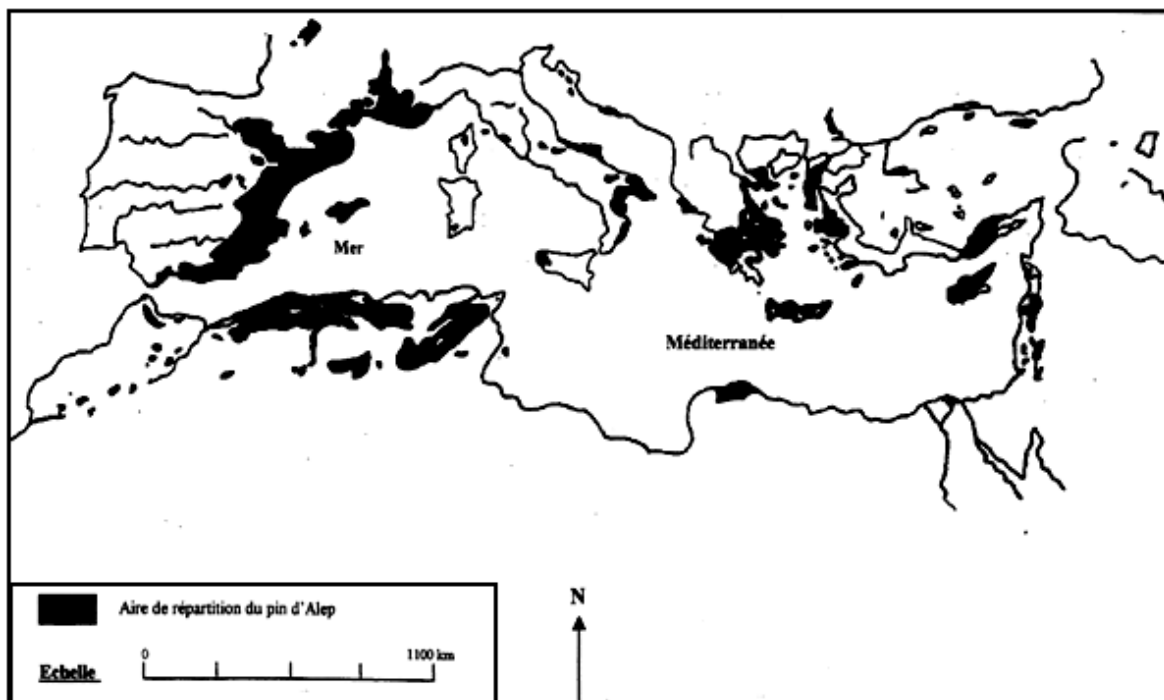 Mer
Méditerranée
Aire de répartition du pin d'Alep
N
0 1100 km
Echelle